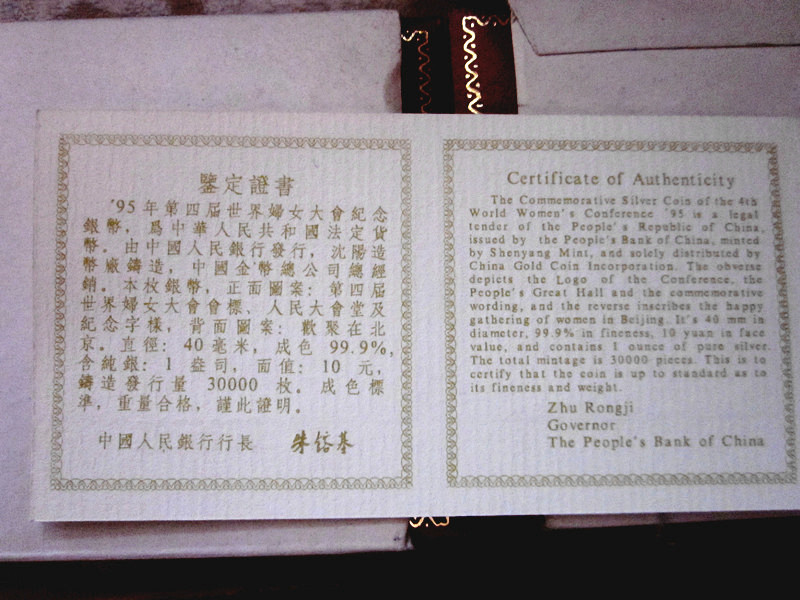 鑒定證書
'95年第四届世界婦女大會紀念
銀幣，爲中華人民共和國法定貨
幣。由中國人民銀行發行，沈陽造
幣廠鑄造，中國金幣總公司總經
銷。本枚銀幣，正面圖案：第四届
世界婦女大會會標、人民大會堂及
紀念字樣，背面圖案：歡聚在北
京。直徑：40毫米，成色 99.9%，
含純銀：1 盎司，面值：10 元，
鑄造發行量 30000 枚。成色標
準，重量合格，謹此證明。
中國人民銀行行長 朱鎔基
Certificate of Authenticity
The Commemorative Silver Coin of the 4th
World Women's Conference '95 is a legal
tender of the People's Republic of China,
issued by the People's Bank of China, minted
by Shenyang Mint, and solely distributed by
China Gold Coin Incorporation. The obverse
depicts the Logo of the Conference, the
People's Great Hall and the commemorative
wording, and the reverse inscribes the happy
gathering of women in Beijing. It's 40 mm in
diameter, 99.9% in fineness, 10 yuan in face
value, and contains 1 ounce of pure silver.
The total mintage is 30000 pieces. This is to
certify that the coin is up to standard as to
its fineness and weight.
Zhu Rongji
Governor
The People's Bank of China